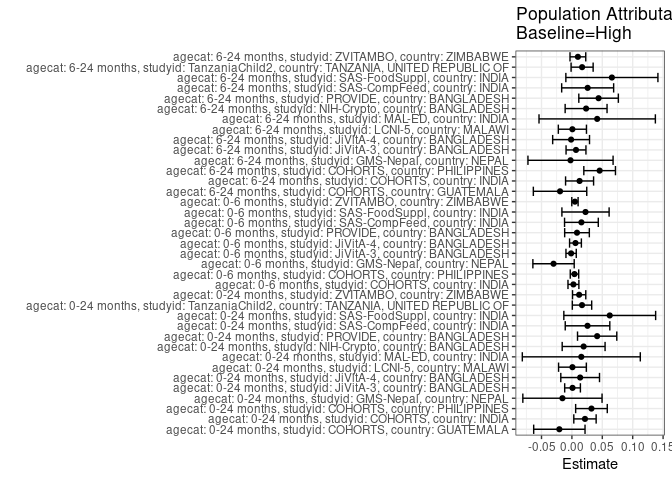 Population Attributa
Baseline=High
agecat: 6-24 months, studyid: ZVITAMBO, country: ZIMBABWE
agecat: 6-24 months, studyid: TanzaniaChild2, country: TANZANIA, UNITED REPUBLIC OF
agecat: 6-24 months, studyid: SAS-FoodSuppl, country: INDIA
agecat: 6-24 months, studyid: SAS-CompFeed, country: INDIA
agecat: 6-24 months, studyid: PROVIDE, country: BANGLADESH
agecat: 6-24 months, studyid: NIH-Crypto, country: BANGLADESH
agecat: 6-24 months, studyid: MAL-ED, country: INDIA
agecat: 6-24 months, studyid: LCNI-5, country: MALAWI
agecat: 6-24 months, studyid: JiVitA-4, country: BANGLADESH
agecat: 6-24 months, studyid: JiVitA-3, country: BANGLADESH
agecat: 6-24 months, studyid: GMS-Nepal, country: NEPAL
agecat: 6-24 months, studyid: COHORTS, country: PHILIPPINES
agecat: 6-24 months, studyid: COHORTS, country: INDIA
agecat: 6-24 months, studyid: COHORTS, country: GUATEMALA
agecat: 0-6 months, studyid: ZVITAMBO, country: ZIMBABWE
agecat: 0-6 months, studyid: SAS-FoodSuppl, country: INDIA
agecat: 0-6 months, studyid: SAS-CompFeed, country: INDIA
agecat: 0-6 months, studyid: PROVIDE, country: BANGLADESH
agecat: 0-6 months, studyid: JiVitA-4, country: BANGLADESH
agecat: 0-6 months, studyid: JiVitA-3, country: BANGLADESH
agecat: 0-6 months, studyid: GMS-Nepal, country: NEPAL
agecat: 0-6 months, studyid: COHORTS, country: PHILIPPINES
agecat: 0-6 months, studyid: COHORTS, country: INDIA
agecat: 0-24 months, studyid: ZVITAMBO, country: ZIMBABWE
agecat: 0-24 months, studyid: TanzaniaChild2, country: TANZANIA, UNITED REPUBLIC OF
agecat: 0-24 months, studyid: SAS-FoodSuppl, country: INDIA
agecat: 0-24 months, studyid: SAS-CompFeed, country: INDIA
agecat: 0-24 months, studyid: PROVIDE, country: BANGLADESH
agecat: 0-24 months, studyid: NIH-Crypto, country: BANGLADESH
agecat: 0-24 months, studyid: MAL-ED, country: INDIA
agecat: 0-24 months, studyid: LCNI-5, country: MALAWI
agecat: 0-24 months, studyid: JiVitA-4, country: BANGLADESH
agecat: 0-24 months, studyid: JiVitA-3, country: BANGLADESH
agecat: 0-24 months, studyid: GMS-Nepal, country: NEPAL
agecat: 0-24 months, studyid: COHORTS, country: PHILIPPINES
agecat: 0-24 months, studyid: COHORTS, country: INDIA
agecat: 0-24 months, studyid: COHORTS, country: GUATEMALA
-0.05 0.00 0.05 0.10 0.15
Estimate